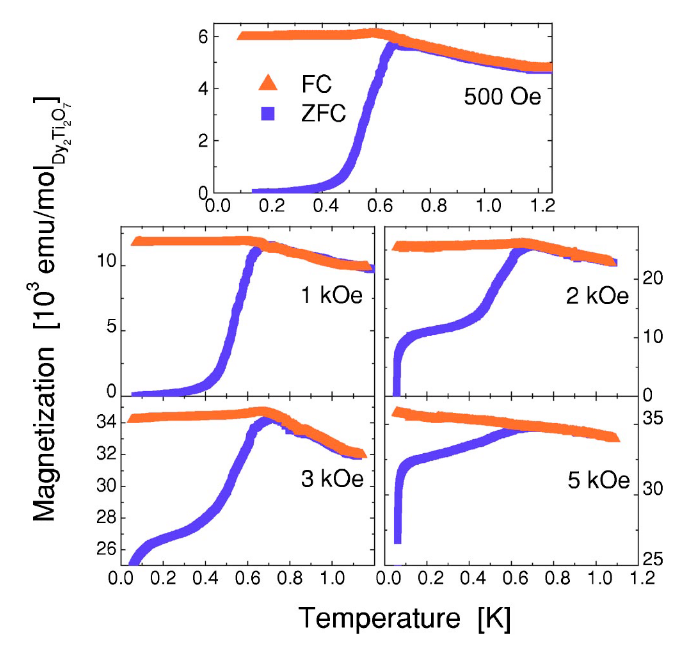 6
4
2
0
FC
ZFC
500 Oe
0.0 0.2 0.4 0.6 0.8 1.0 1.2
Magnetization [10³ emu/mol_Dy₂Ti₂O₇]
10
5
0
1 kOe
2 kOe
20
10
0
34
32
30
28
26
3 kOe
5 kOe
35
30
25
0.0 0.2 0.4 0.6 0.8 1.0 0.2 0.4 0.6 0.8 1.0 1.2
Temperature [K]